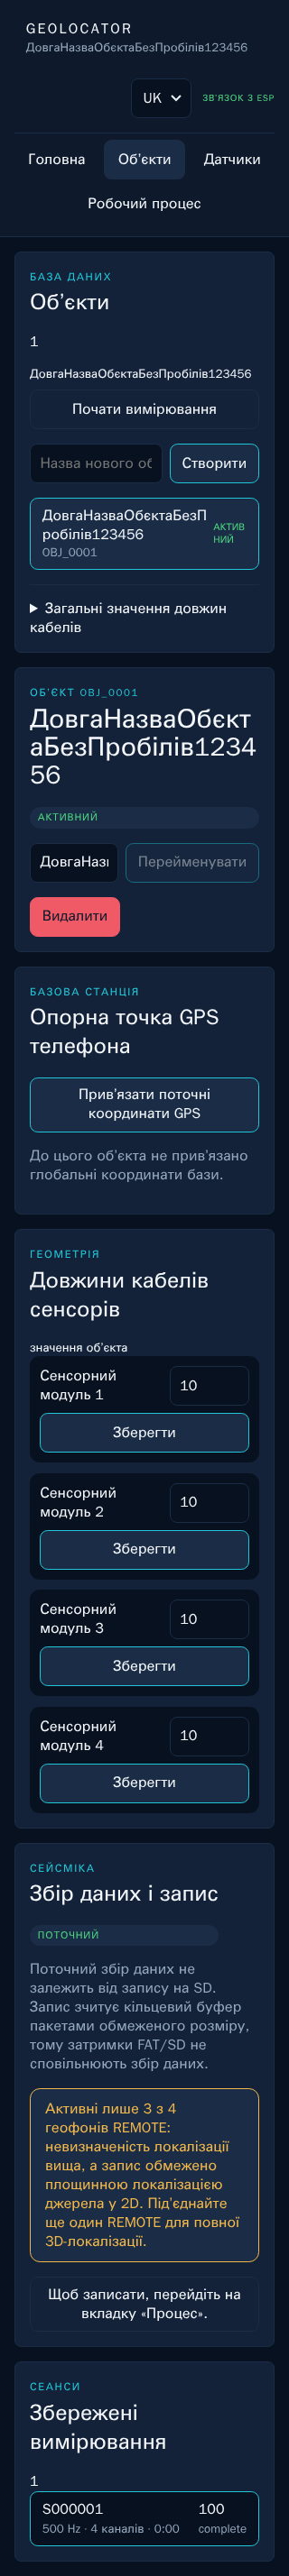 GEOLOCATOR
ДовгаНазваОбєктаБезПробілів123456
UK
ЗВ'ЯЗОК З ESP
Головна
Об'єкти
Датчики
Робочий процес
БАЗА ДАНИХ
Об'єкти
1
ДовгаНазваОбєктаБезПробілів123456
Почати вимірювання
Назва нового об
Створити
ДовгаНазваОбєктаБезП
робілів123456
OBJ_0001
АКТИВ
НИЙ
▶ Загальні значення довжин
кабелів
ОБ'ЄКТ OBJ_0001
ДовгаНазваОбєкт
аБезПробілів1234
56
АКТИВНИЙ
ДовгаНазв
Перейменувати
Видалити
БАЗОВА СТАНЦІЯ
Опорна точка GPS
телефона
Прив'язати поточні
координати GPS
До цього об'єкта не прив'язано
глобальні координати бази.
ГЕОМЕТРІЯ
Довжини кабелів
сенсорів
значення об'єкта
Сенсорний
модуль 1
10
Зберегти
Сенсорний
модуль 2
10
Зберегти
Сенсорний
модуль 3
10
Зберегти
Сенсорний
модуль 4
10
Зберегти
СЕЙСМІКА
Збір даних і запис
ПОТОЧНИЙ
Поточний збір даних не
залежить від запису на SD.
Запис зчитує кільцевий буфер
пакетами обмеженого розміру,
тому затримки FAT/SD не
сповільнюють збір даних.
Активні лише 3 з 4
геофонів REMOTE:
невизначеність локалізації
вища, а запис обмежено
площинною локалізацією
джерела у 2D. Під'єднайте
ще один REMOTE для повної
3D-локалізації.
Щоб записати, перейдіть на
вкладку «Процес».
СЕАНСИ
Збережені
вимірювання
1
S000001
100
500 Hz · 4 каналів · 0:00
complete